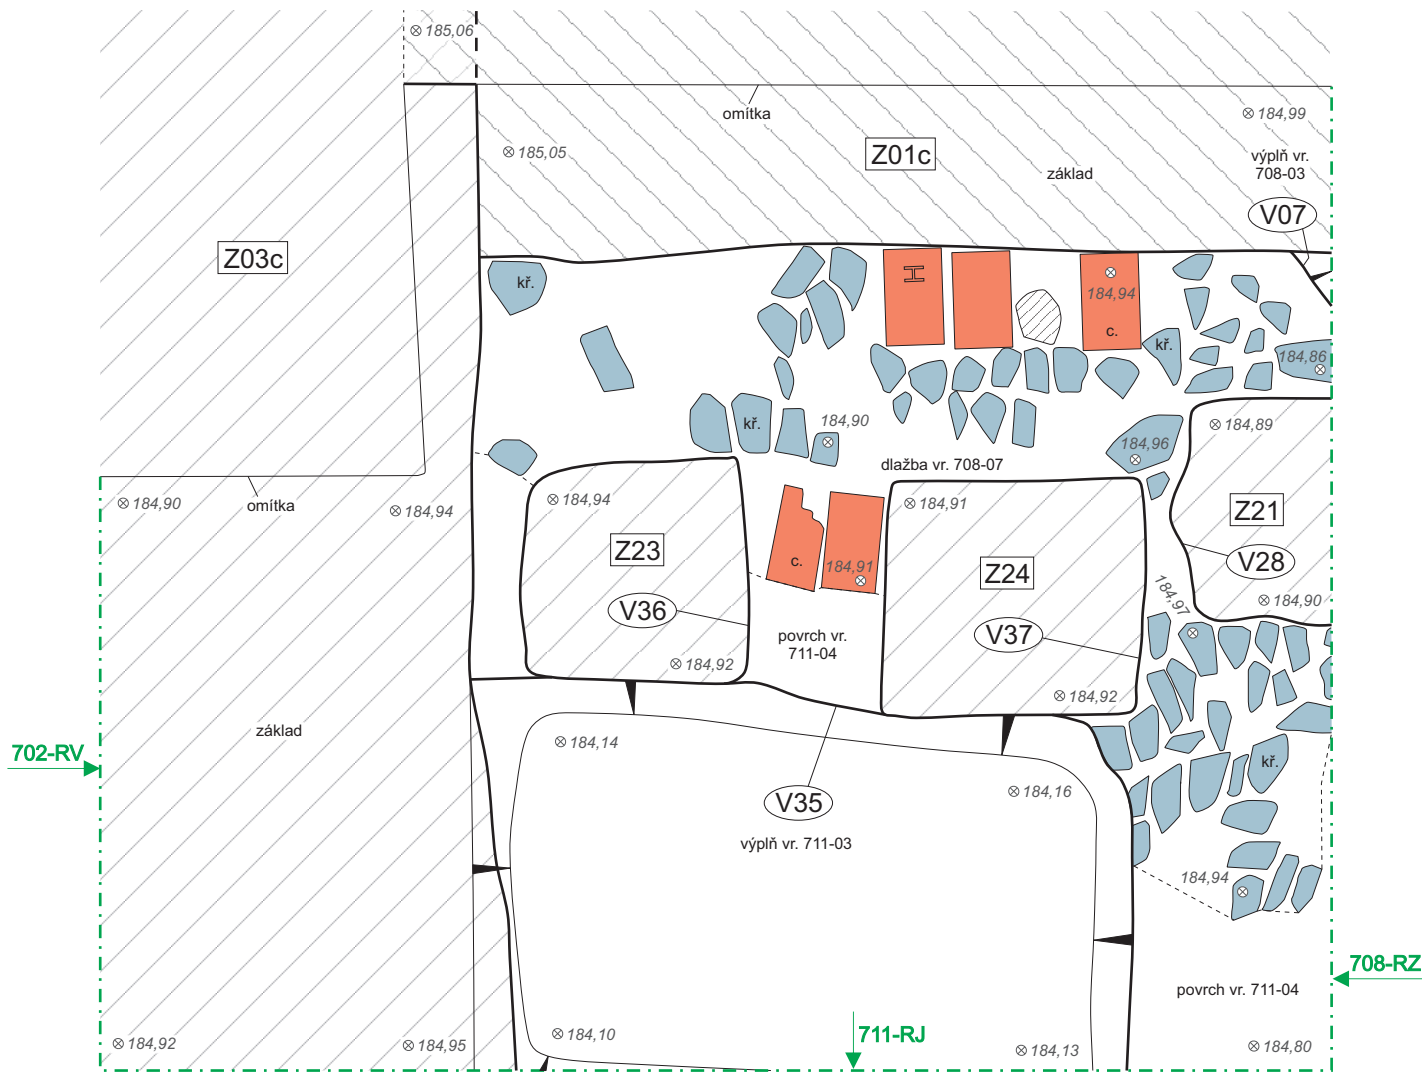 185,06
omítka
184,99
185,05
Z01c
základ
výplň vr.
708-03
V07
Z03c
kř.
H
184,94
c.
kř.
184,86
kř.
184,90
184,96
184,89
dlažba vr. 708-07
184,90
omítka
184,94
184,94
184,91
Z23
Z24
Z21
c.
184,91
V28
184,97
184,90
V36
V37
povrch vr.
711-04
184,92
184,92
základ
702-RV
184,14
kř.
184,16
V35
výplň vr. 711-03
184,94
708-RZ
povrch vr. 711-04
184,92
184,95
184,10
711-RJ
184,13
184,80